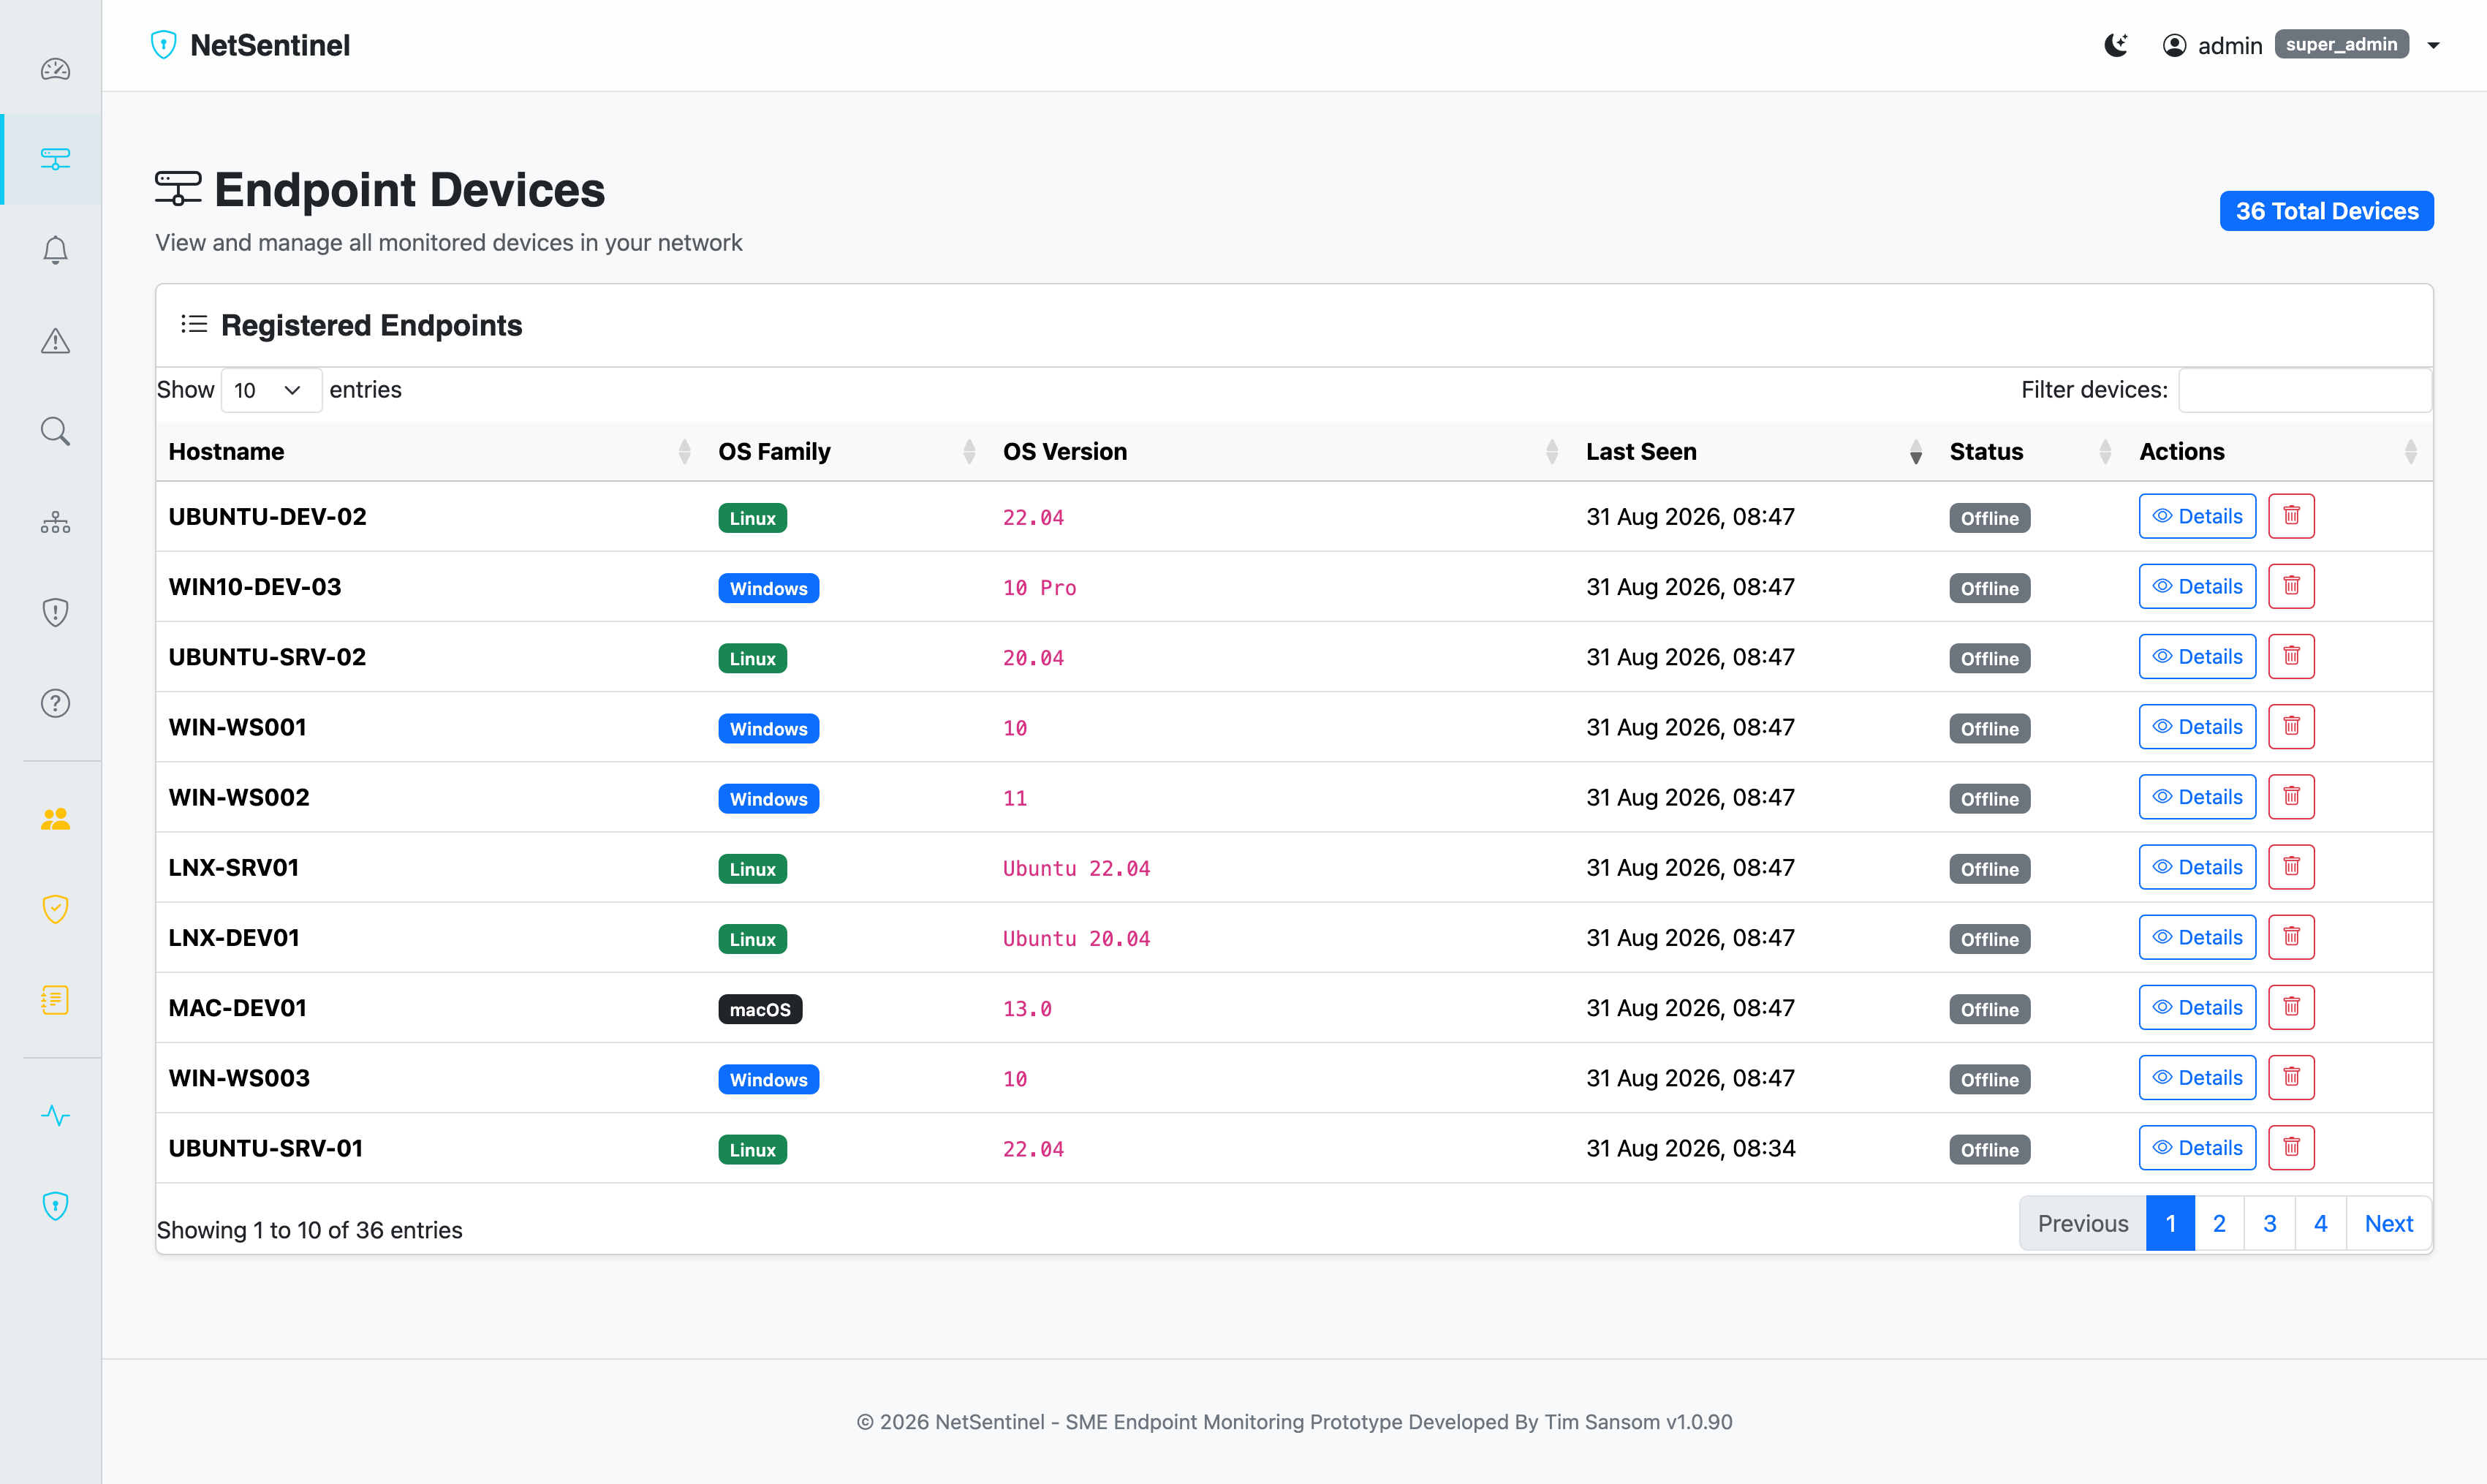 NetSentinel
admin super_admin
Endpoint Devices
View and manage all monitored devices in your network
36 Total Devices
Registered Endpoints
Show 10 entries
Filter devices:
Hostname OS Family OS Version Last Seen Status Actions
UBUNTU-DEV-02 Linux 22.04 31 Aug 2026, 08:47 Offline Details
WIN10-DEV-03 Windows 10 Pro 31 Aug 2026, 08:47 Offline Details
UBUNTU-SRV-02 Linux 20.04 31 Aug 2026, 08:47 Offline Details
WIN-WS001 Windows 10 31 Aug 2026, 08:47 Offline Details
WIN-WS002 Windows 11 31 Aug 2026, 08:47 Offline Details
LNX-SRV01 Linux Ubuntu 22.04 31 Aug 2026, 08:47 Offline Details
LNX-DEV01 Linux Ubuntu 20.04 31 Aug 2026, 08:47 Offline Details
MAC-DEV01 macOS 13.0 31 Aug 2026, 08:47 Offline Details
WIN-WS003 Windows 10 31 Aug 2026, 08:47 Offline Details
UBUNTU-SRV-01 Linux 22.04 31 Aug 2026, 08:34 Offline Details
Showing 1 to 10 of 36 entries
Previous 1 2 3 4 Next
© 2026 NetSentinel - SME Endpoint Monitoring Prototype Developed By Tim Sansom v1.0.90